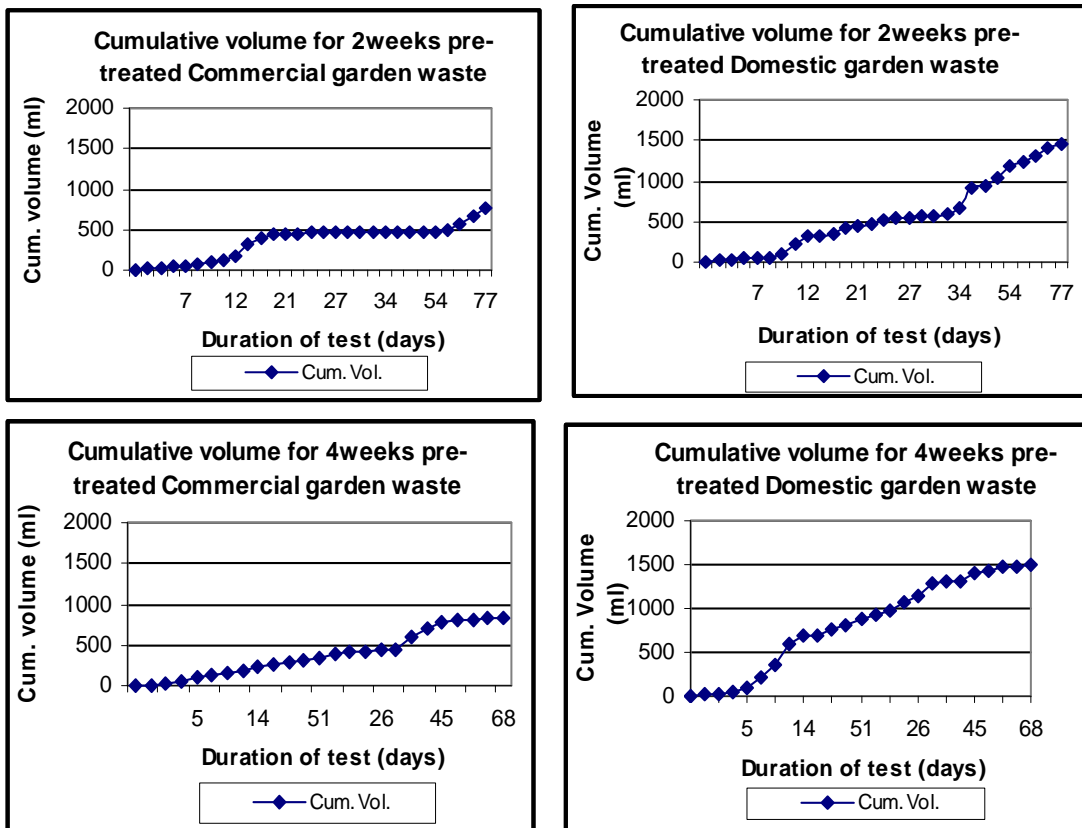 Cumulative volume for 2weeks pre-
treated Commercial garden waste
Cum. volume (ml)
2000
1500
1000
500
0
7 12 21 27 34 54 77
Duration of test (days)
Cum. Vol.
Cumulative volume for 2weeks pre-
treated Domestic garden waste
Cum. Volume
(ml)
2000
1500
1000
500
0
7 12 21 27 34 54 77
Duration of test (days)
Cum. Vol.
Cumulative volume for 4weeks pre-
treated Commercial garden waste
Cum. volume (ml)
2000
1500
1000
500
0
5 14 51 26 45 68
Duration of test (days)
Cum. Vol.
Cumulative volume for 4weeks pre-
treated Domestic garden waste
Cum. Volume
(ml)
2000
1500
1000
500
0
5 14 51 26 45 68
Duration of test (days)
Cum. Vol.